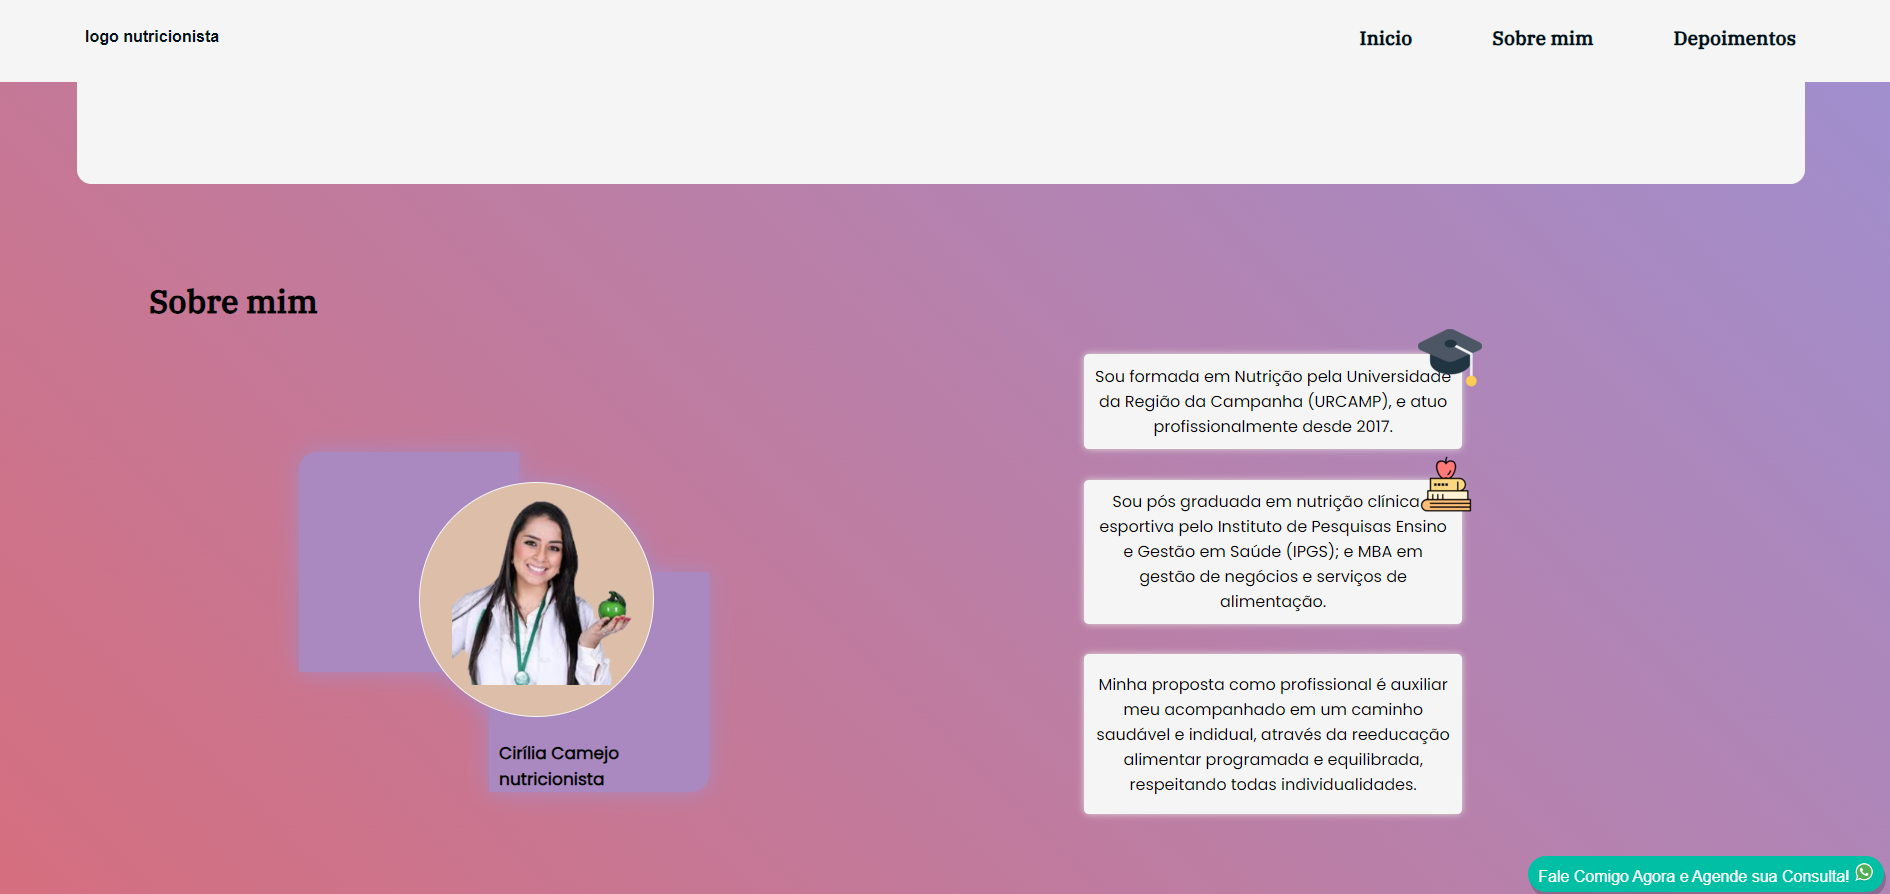 logo nutricionista
Inicio
Sobre mim
Depoimentos
Sobre mim
Sou formada em Nutrição pela Universidade
da Região da Campanha (URCAMP), e atuo
profissionalmente desde 2017.
Sou pós graduada em nutrição clínica
esportiva pelo Instituto de Pesquisas Ensino
e Gestão em Saúde (IPGS); e MBA em
gestão de negócios e serviços de
alimentação.
Minha proposta como profissional é auxiliar
meu acompanhado em um caminho
saudável e indidual, através da reeducação
alimentar programada e equilibrada,
respeitando todas individualidades.
Cirília Camejo
nutricionista
Fale Comigo Agora e Agende sua Consulta!